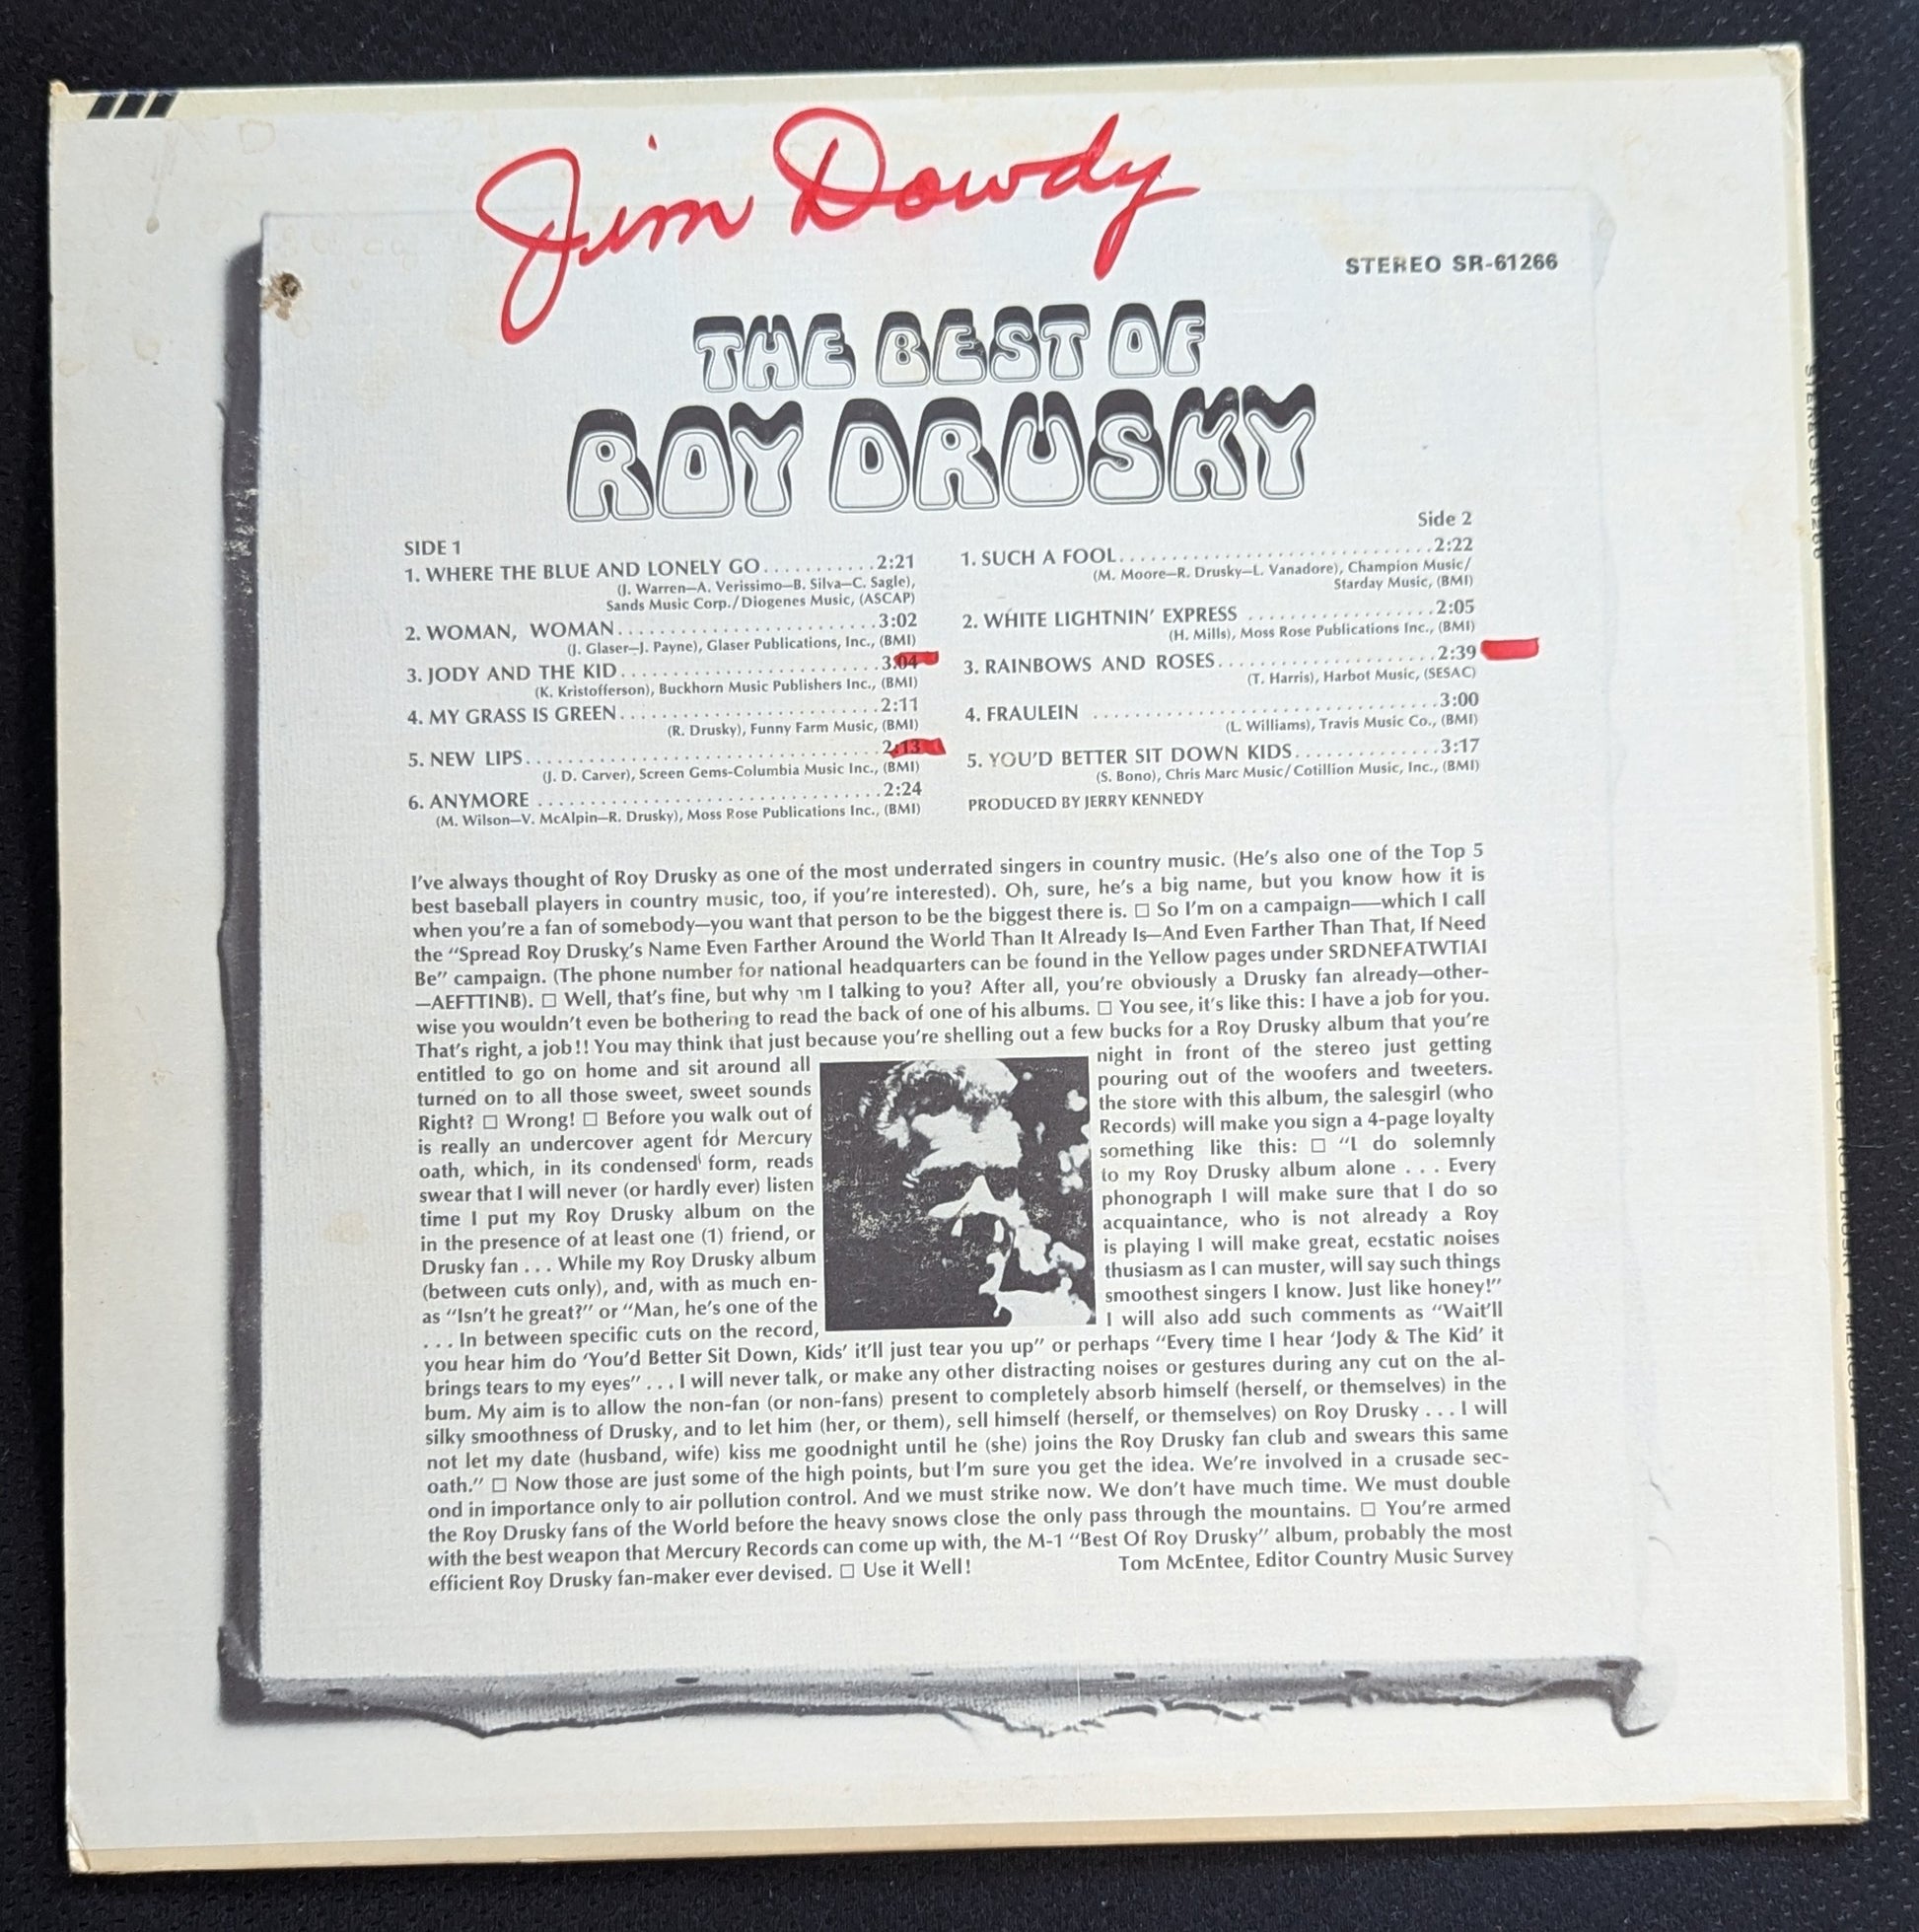 Jim Dowdy
STEREO SR-61266
THE BEST OF
ROY DRUSKY
SIDE 1
1. WHERE THE BLUE AND LONELY GO...........2:21
(J. Warren—A. Verissimo—B. Silva—C. Sagle),
Sands Music Corp./Diogenes Music, (ASCAP)
2. WOMAN, WOMAN.........................3:02
(J. Glaser—J. Payne), Glaser Publications, Inc., (BMI)
3. JODY AND THE KID.........................3:04
(K. Kristofferson), Buckhorn Music Publishers Inc., (BMI)
4. MY GRASS IS GREEN.........................2:11
(R. Drusky), Funny Farm Music, (BMI)
5. NEW LIPS..................................2:13
(J. D. Carver), Screen Gems-Columbia Music Inc., (BMI)
6. ANYMORE .................................2:24
(M. Wilson—V. McAlpin—R. Drusky), Moss Rose Publications Inc., (BMI)
Side 2
1. SUCH A FOOL..............................2:22
(M. Moore—R. Drusky—L. Vanadore), Champion Music/
Starday Music, (BMI)
2. WHITE LIGHTNIN' EXPRESS ..................2:05
(H. Mills), Moss Rose Publications Inc., (BMI)
3. RAINBOWS AND ROSES.....................2:39
(T. Harris), Harbot Music, (SESAC)
4. FRAULEIN .................................3:00
(L. Williams), Travis Music Co., (BMI)
5. YOU'D BETTER SIT DOWN KIDS..............3:17
(S. Bono), Chris Marc Music/Cotillion Music, Inc., (BMI)
PRODUCED BY JERRY KENNEDY
I've always thought of Roy Drusky as one of the most underrated singers in country music. (He's also one of the Top 5
best baseball players in country music, too, if you're interested). Oh, sure, he's a big name, but you know how it is
when you're a fan of somebody—you want that person to be the biggest there is. □ So I'm on a campaign—which I call
the "Spread Roy Drusky's Name Even Farther Around the World Than It Already Is—And Even Farther Than That, If Need
Be" campaign. (The phone number for national headquarters can be found in the Yellow pages under SRDNEFATWTIAI
—AEFTTINB). □ Well, that's fine, but why am I talking to you? After all, you're obviously a Drusky fan already—other-
wise you wouldn't even be bothering to read the back of one of his albums. □ You see, it's like this: I have a job for you.
That's right, a job!! You may think that just because you're shelling out a few bucks for a Roy Drusky album that you're
entitled to go on home and sit around all night in front of the stereo just getting
turned on to all those sweet, sweet sounds pouring out of the woofers and tweeters.
Right? □ Wrong! □ Before you walk out of the store with this album, the salesgirl (who
is really an undercover agent for Mercury Records) will make you sign a 4-page loyalty
oath, which, in its condensed form, reads something like this: □ "I do solemnly
swear that I will never (or hardly ever) listen to my Roy Drusky album alone . . . Every
time I put my Roy Drusky album on the phonograph I will make sure that I do so
in the presence of at least one (1) friend, or acquaintance, who is not already a Roy
Drusky fan . . . While my Roy Drusky album is playing I will make great, ecstatic noises
(between cuts only), and, with as much en- thusiasm as I can muster, will say such things
as "Isn't he great?" or "Man, he's one of the smoothest singers I know. Just like honey!"
. . . In between specific cuts on the record, I will also add such comments as "Wait'll
you hear him do 'You'd Better Sit Down, Kids' it'll just tear you up" or perhaps "Every time I hear 'Jody & The Kid' it
brings tears to my eyes" . . . I will never talk, or make any other distracting noises or gestures during any cut on the al-
bum. My aim is to allow the non-fan (or non-fans) present to completely absorb himself (herself, or themselves) in the
silky smoothness of Drusky, and to let him (her, or them), sell himself (herself, or themselves) on Roy Drusky . . . I will
not let my date (husband, wife) kiss me goodnight until he (she) joins the Roy Drusky fan club and swears this same
oath." □ Now those are just some of the high points, but I'm sure you get the idea. We're involved in a crusade sec-
ond in importance only to air pollution control. And we must strike now. We don't have much time. We must double
the Roy Drusky fans of the World before the heavy snows close the only pass through the mountains. □ You're armed
with the best weapon that Mercury Records can come up with, the M-1 "Best Of Roy Drusky" album, probably the most
efficient Roy Drusky fan-maker ever devised. □ Use it Well!
Tom McEntee, Editor Country Music Survey
STEREO SR 61266
THE BEST OF ROY DRUSKY • MERCURY